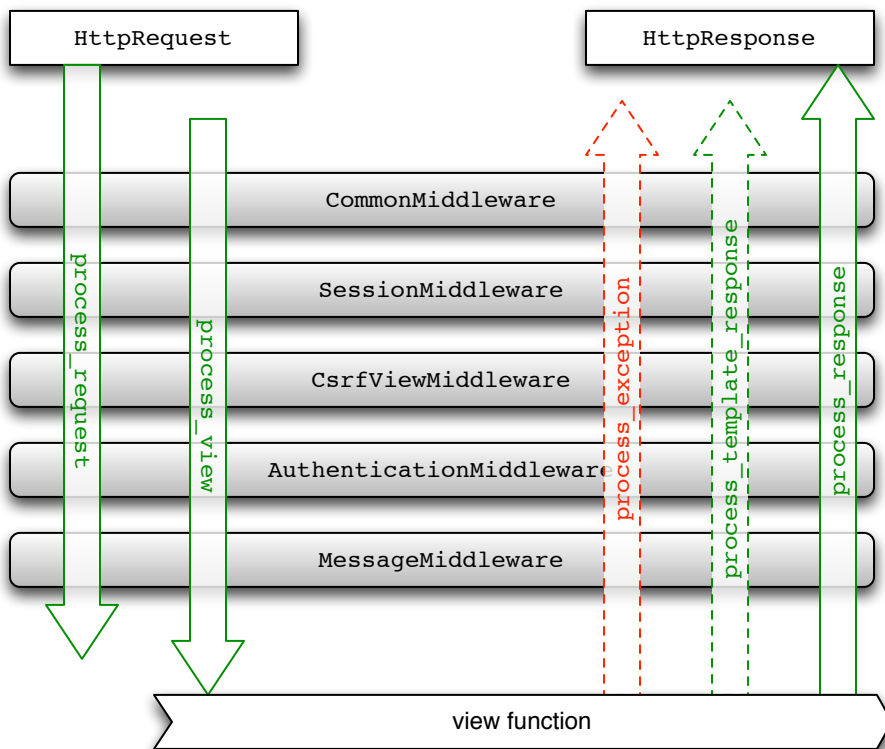 HttpRequest
HttpResponse
CommonMiddleware
SessionMiddleware
CsrfViewMiddleware
AuthenticationMiddleware
MessageMiddleware
process_request
process_view
process_exception
process_template_response
process_response
view function